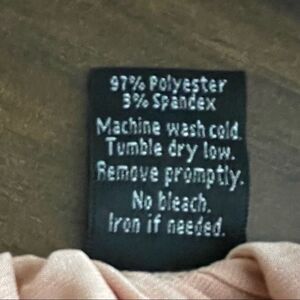 97% Polyester
3% Spandex
Machine wash cold.
Tumble dry low.
Remove promptly.
No bleach.
Iron if needed.